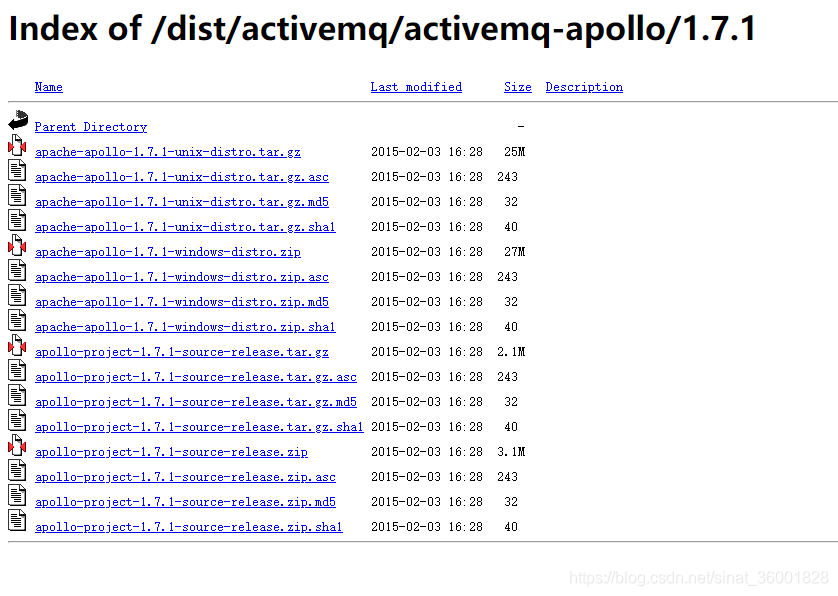 Index of /dist/activemq/activemq-apollo/1.7.1
Name Last modified Size Description
Parent Directory -
apache-apollo-1.7.1-unix-distro.tar.gz 2015-02-03 16:28 25M
apache-apollo-1.7.1-unix-distro.tar.gz.asc 2015-02-03 16:28 243
apache-apollo-1.7.1-unix-distro.tar.gz.md5 2015-02-03 16:28 32
apache-apollo-1.7.1-unix-distro.tar.gz.sha1 2015-02-03 16:28 40
apache-apollo-1.7.1-windows-distro.zip 2015-02-03 16:28 27M
apache-apollo-1.7.1-windows-distro.zip.asc 2015-02-03 16:28 243
apache-apollo-1.7.1-windows-distro.zip.md5 2015-02-03 16:28 32
apache-apollo-1.7.1-windows-distro.zip.sha1 2015-02-03 16:28 40
apollo-project-1.7.1-source-release.tar.gz 2015-02-03 16:28 2.1M
apollo-project-1.7.1-source-release.tar.gz.asc 2015-02-03 16:28 243
apollo-project-1.7.1-source-release.tar.gz.md5 2015-02-03 16:28 32
apollo-project-1.7.1-source-release.tar.gz.sha1 2015-02-03 16:28 40
apollo-project-1.7.1-source-release.zip 2015-02-03 16:28 3.1M
apollo-project-1.7.1-source-release.zip.asc 2015-02-03 16:28 243
apollo-project-1.7.1-source-release.zip.md5 2015-02-03 16:28 32
apollo-project-1.7.1-source-release.zip.sha1 2015-02-03 16:28 40
https://blog.csdn.net/sinat_36001828